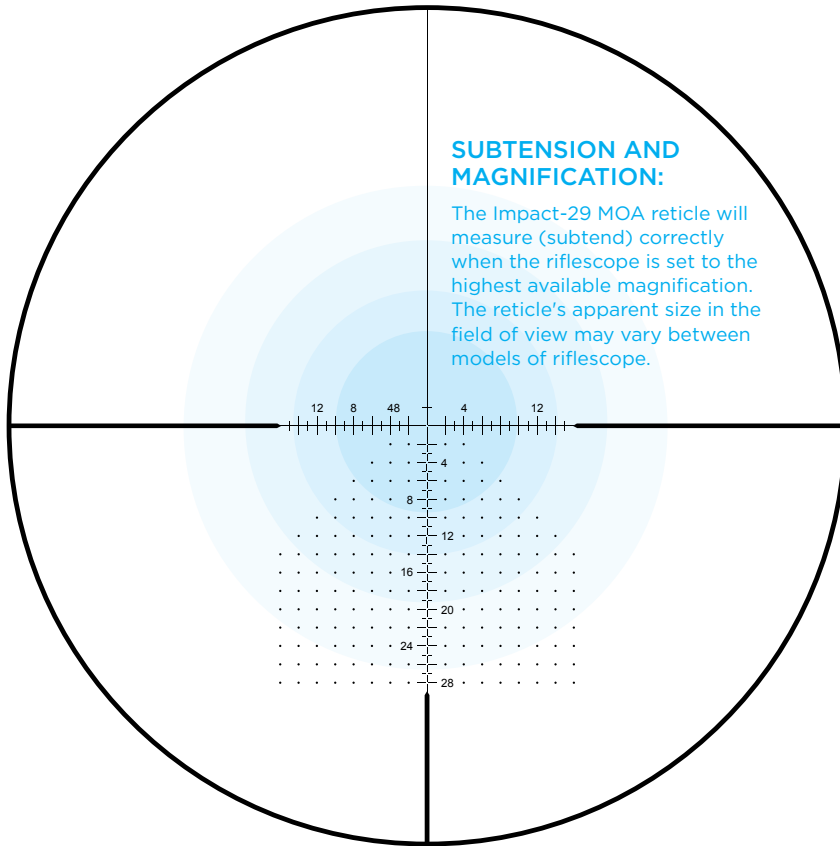 SUBTENSION AND
MAGNIFICATION:
The Impact-29 MOA reticle will
measure (subtend) correctly
when the riflescope is set to the
highest available magnification.
The reticle's apparent size in the
field of view may vary between
models of riflescope.
12 8 48 4 12
4
8
12
16
20
24
28